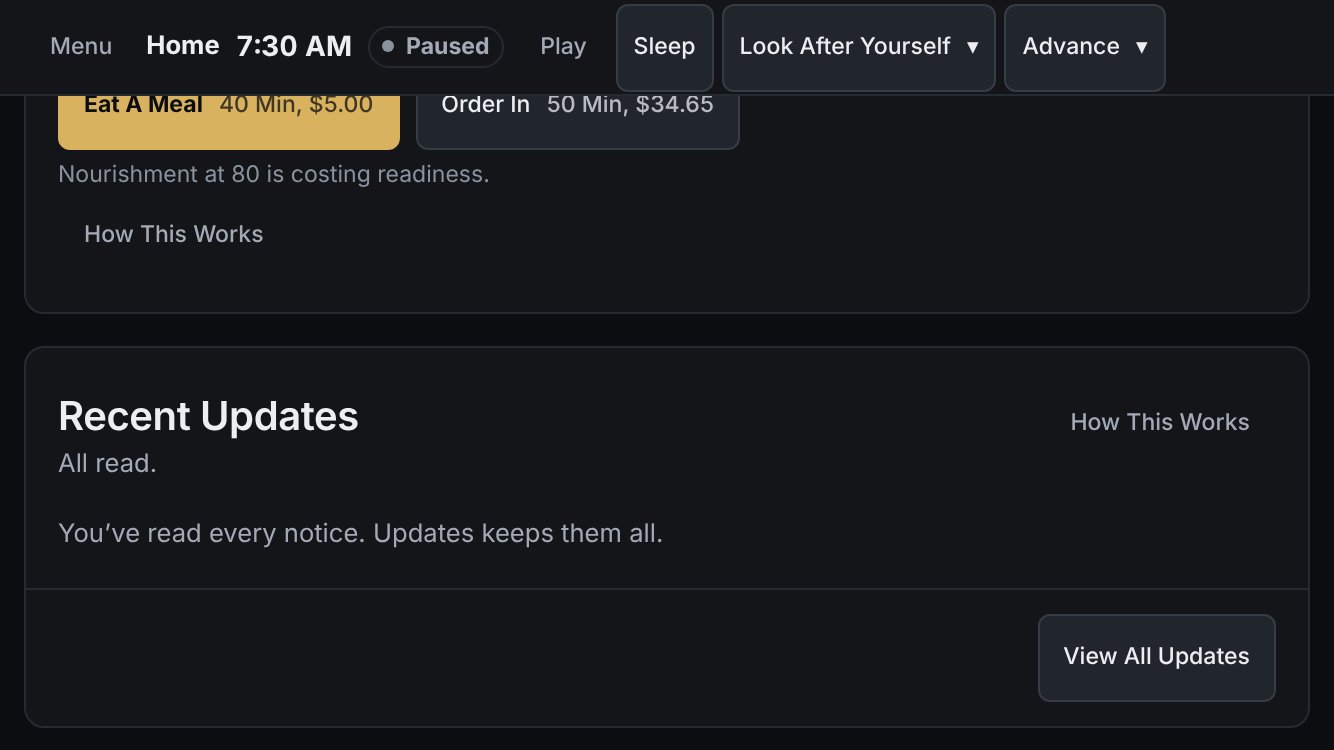 Menu Home 7:30 AM Paused Play Sleep Look After Yourself ▼ Advance ▼
Eat A Meal 40 Min, $5.00 Order In 50 Min, $34.65
Nourishment at 80 is costing readiness.
How This Works
Recent Updates How This Works
All read.
You’ve read every notice. Updates keeps them all.
View All Updates